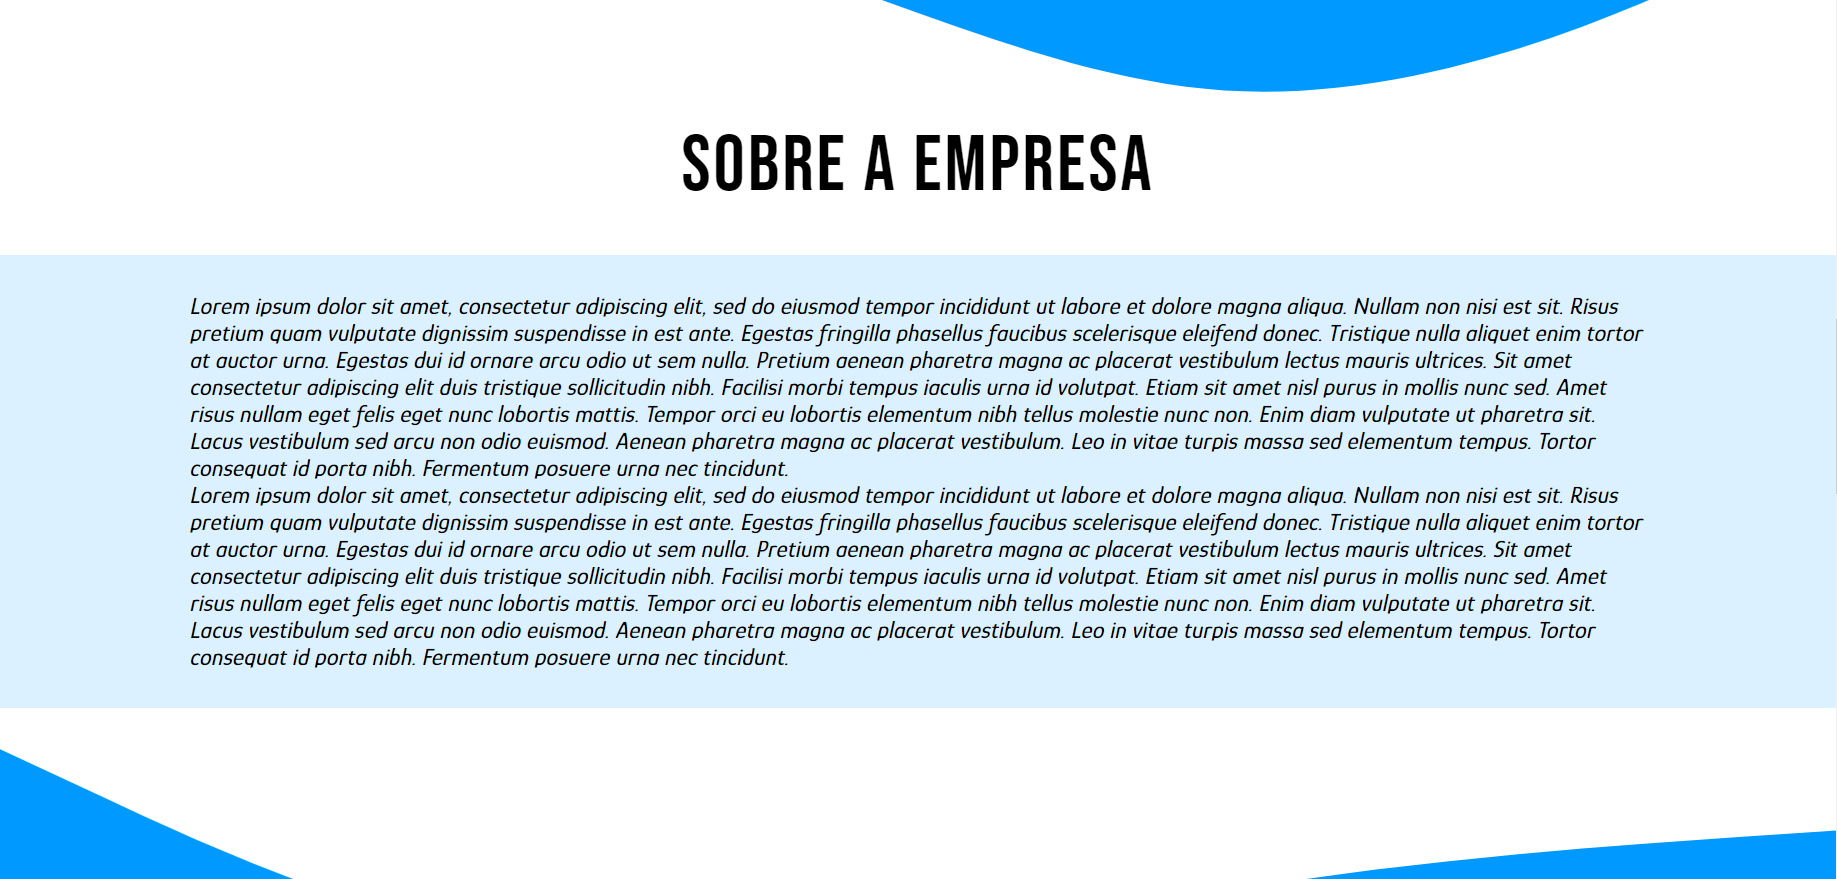 SOBRE A EMPRESA
Lorem ipsum dolor sit amet, consectetur adipiscing elit, sed do eiusmod tempor incididunt ut labore et dolore magna aliqua. Nullam non nisi est sit. Risus
pretium quam vulputate dignissim suspendisse in est ante. Egestas fringilla phasellus faucibus scelerisque eleifend donec. Tristique nulla aliquet enim tortor
at auctor urna. Egestas dui id ornare arcu odio ut sem nulla. Pretium aenean pharetra magna ac placerat vestibulum lectus mauris ultrices. Sit amet
consectetur adipiscing elit duis tristique sollicitudin nibh. Facilisi morbi tempus iaculis urna id volutpat. Etiam sit amet nisl purus in mollis nunc sed. Amet
risus nullam eget felis eget nunc lobortis mattis. Tempor orci eu lobortis elementum nibh tellus molestie nunc non. Enim diam vulputate ut pharetra sit.
Lacus vestibulum sed arcu non odio euismod. Aenean pharetra magna ac placerat vestibulum. Leo in vitae turpis massa sed elementum tempus. Tortor
consequat id porta nibh. Fermentum posuere urna nec tincidunt.
Lorem ipsum dolor sit amet, consectetur adipiscing elit, sed do eiusmod tempor incididunt ut labore et dolore magna aliqua. Nullam non nisi est sit. Risus
pretium quam vulputate dignissim suspendisse in est ante. Egestas fringilla phasellus faucibus scelerisque eleifend donec. Tristique nulla aliquet enim tortor
at auctor urna. Egestas dui id ornare arcu odio ut sem nulla. Pretium aenean pharetra magna ac placerat vestibulum lectus mauris ultrices. Sit amet
consectetur adipiscing elit duis tristique sollicitudin nibh. Facilisi morbi tempus iaculis urna id volutpat. Etiam sit amet nisl purus in mollis nunc sed. Amet
risus nullam eget felis eget nunc lobortis mattis. Tempor orci eu lobortis elementum nibh tellus molestie nunc non. Enim diam vulputate ut pharetra sit.
Lacus vestibulum sed arcu non odio euismod. Aenean pharetra magna ac placerat vestibulum. Leo in vitae turpis massa sed elementum tempus. Tortor
consequat id porta nibh. Fermentum posuere urna nec tincidunt.